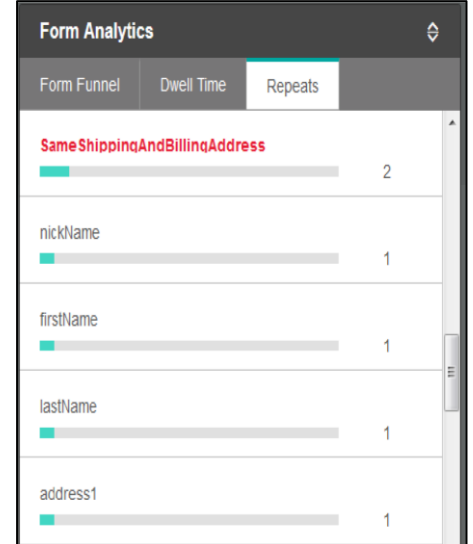 Form Analytics
Form Funnel Dwell Time Repeats
SameShippingAndBillingAddress
2
nickName
1
firstName
1
lastName
1
address1
1